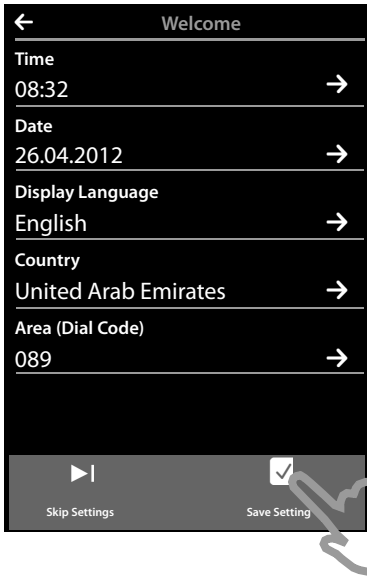 Welcome
Time
08:32
Date
26.04.2012
Display Language
English
Country
United Arab Emirates
Area (Dial Code)
089
Skip Settings
Save Setting